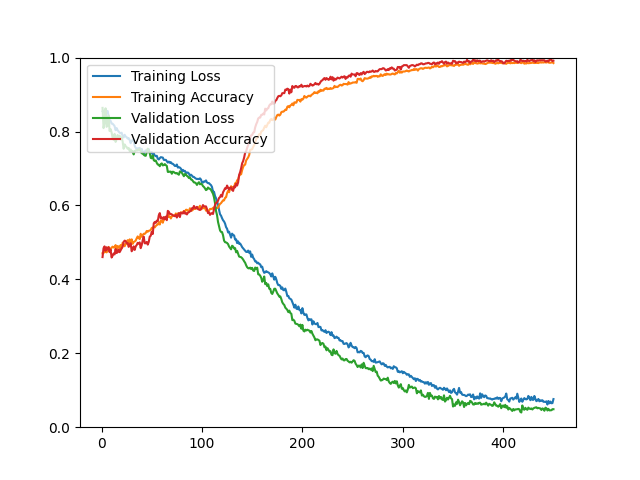 1.0
0.8
0.6
0.4
0.2
0.0
Training Loss
Training Accuracy
Validation Loss
Validation Accuracy
0 100 200 300 400